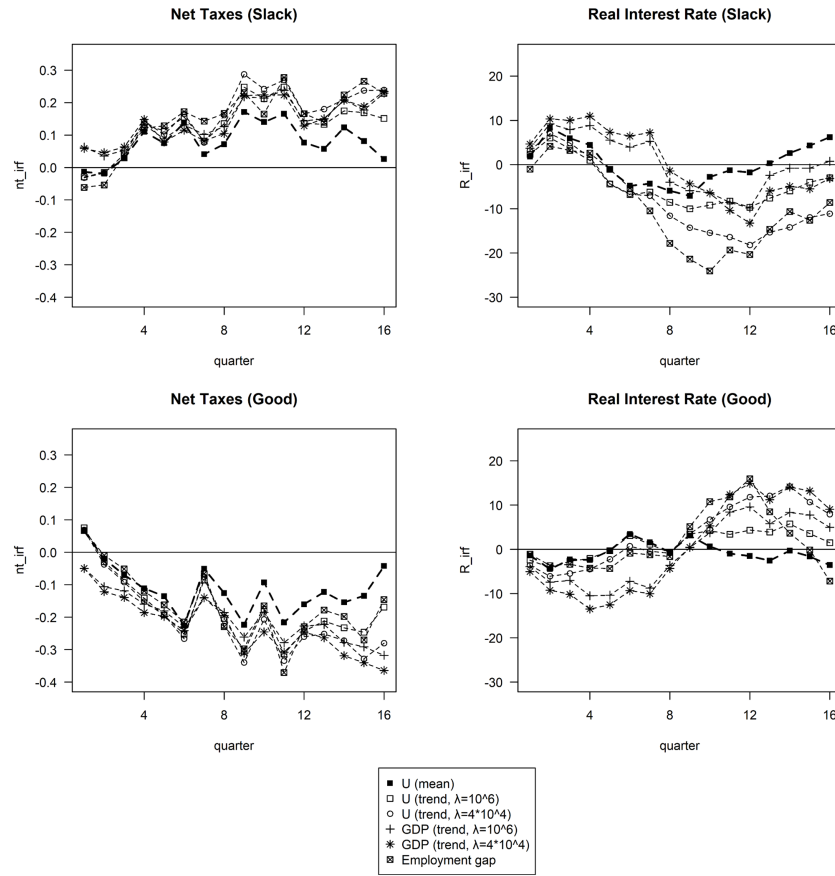 Net Taxes (Slack)
Real Interest Rate (Slack)
nt_irf
0.3
0.2
0.1
0.0
-0.1
-0.2
-0.3
-0.4
4 8 12 16
quarter
R_irf
20
10
0
-10
-20
-30
4 8 12 16
quarter
Net Taxes (Good)
Real Interest Rate (Good)
nt_irf
0.3
0.2
0.1
0.0
-0.1
-0.2
-0.3
-0.4
4 8 12 16
quarter
R_irf
20
10
0
-10
-20
-30
4 8 12 16
quarter
U (mean)
U (trend, λ=10^6)
U (trend, λ=4*10^4)
GDP (trend, λ=10^6)
GDP (trend, λ=4*10^4)
Employment gap